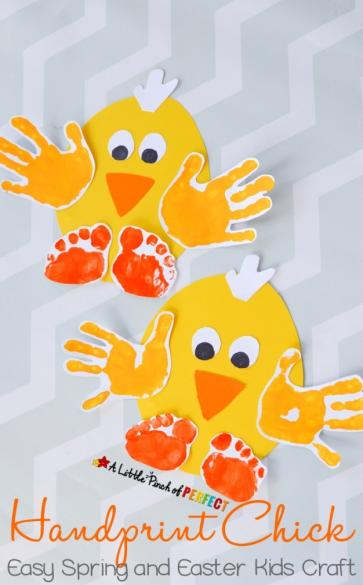 A Little Pinch of PERFECT
Handprint Chick
Easy Spring and Easter Kids Craft